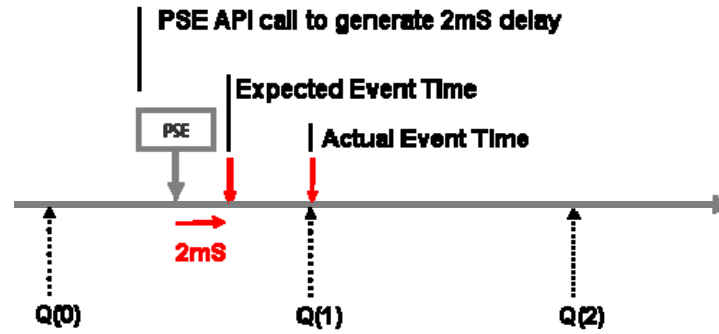 PSE API call to generate 2mS delay
Expected Event Time
PSE
Actual Event Time
2mS
Q(0)
Q(1)
Q(2)